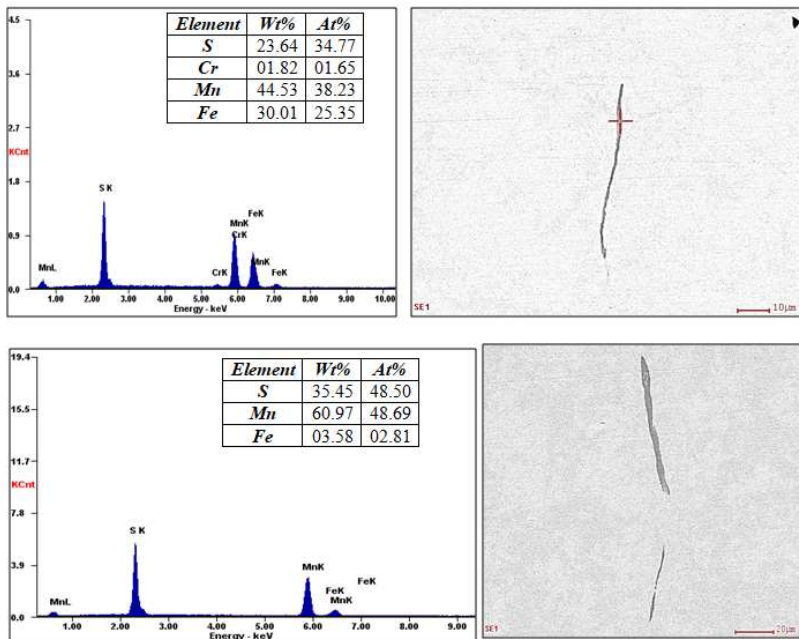 4.5
3.6
2.7
KCnt
1.8
0.9
0.0
Element Wt% At%
S 23.64 34.77
Cr 01.82 01.65
Mn 44.53 38.23
Fe 30.01 25.35
S K
MnL
MnK
CrK
FeK
CrK
MnK
FeK
1.00 2.00 3.00 4.00 5.00 6.00 7.00 8.00 9.00 10.00
Energy - keV
SE1
10µm
19.4
15.5
11.7
KCnt
7.8
3.9
0.0
Element Wt% At%
S 35.45 48.50
Mn 60.97 48.69
Fe 03.58 02.81
S K
MnL
MnK
FeK
FeK
MnK
1.00 2.00 3.00 4.00 5.00 6.00 7.00 8.00 9.00
Energy - keV
SE1
20µm